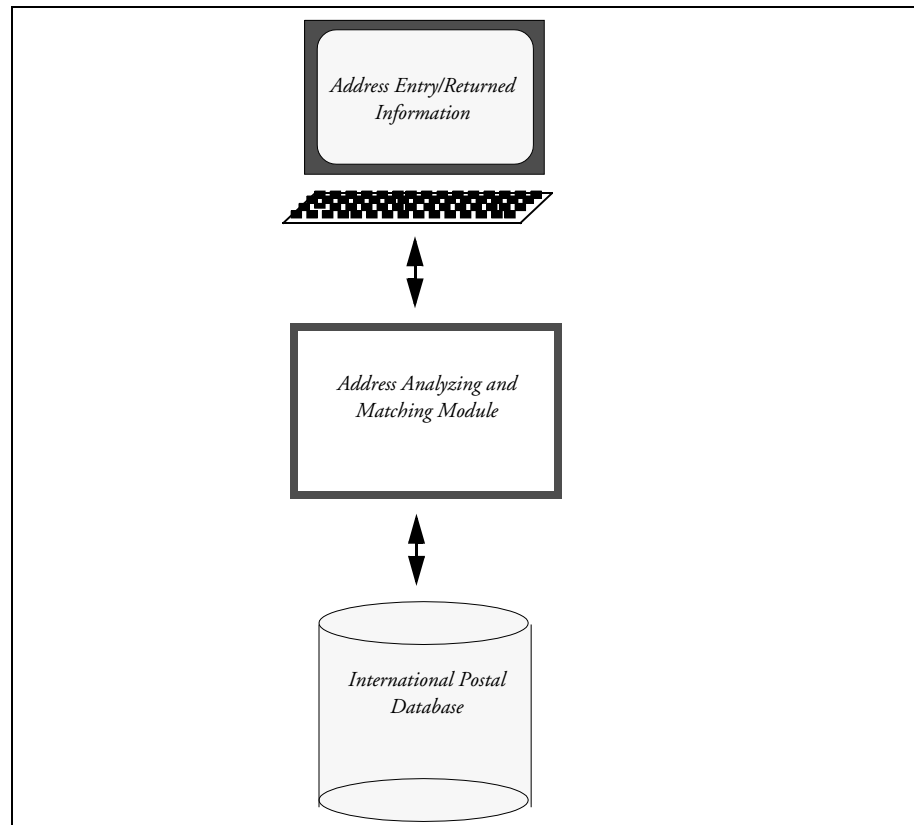 Address Entry/Returned
Information
Address Analyzing and
Matching Module
International Postal
Database